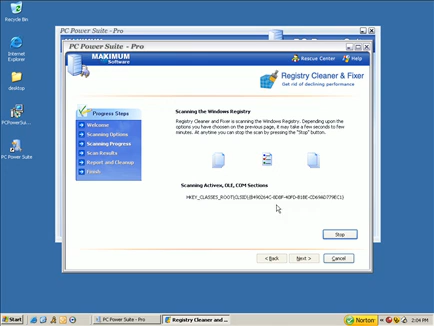 Recycle Bin
Internet
Explorer
desktop
PCPowerSui...
PC Power Suite
PC Power Suite - Pro
PC Power Suite - Pro
MAXIMUM
Software
Rescue Center
Help
Registry Cleaner & Fixer
Get rid of declining performance
Progress Steps
Welcome
Scanning Options
Scanning Progress
Scan Results
Report and Cleanup
Finish
Scanning the Windows Registry
Registry Cleaner and Fixer is scanning the Windows Registry. Depending upon the
options you have choosen on the previous page, it may take a few seconds to few
minutes. At anytime you can stop the scan by pressing the "Stop" button.
Scanning Activex, OLE, COM Sections
Stop
< Back
Next >
Cancel
Start
PC Power Suite - Pro
Registry Cleaner and ...
Norton
2:04 PM